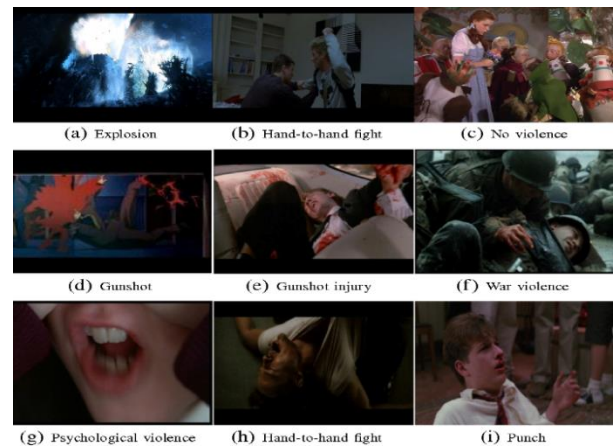 (a) Explosion
(b) Hand-to-hand fight
(c) No violence
(d) Gunshot
(e) Gunshot injury
(f) War violence
(g) Psychological violence
(h) Hand-to-hand fight
(i) Punch